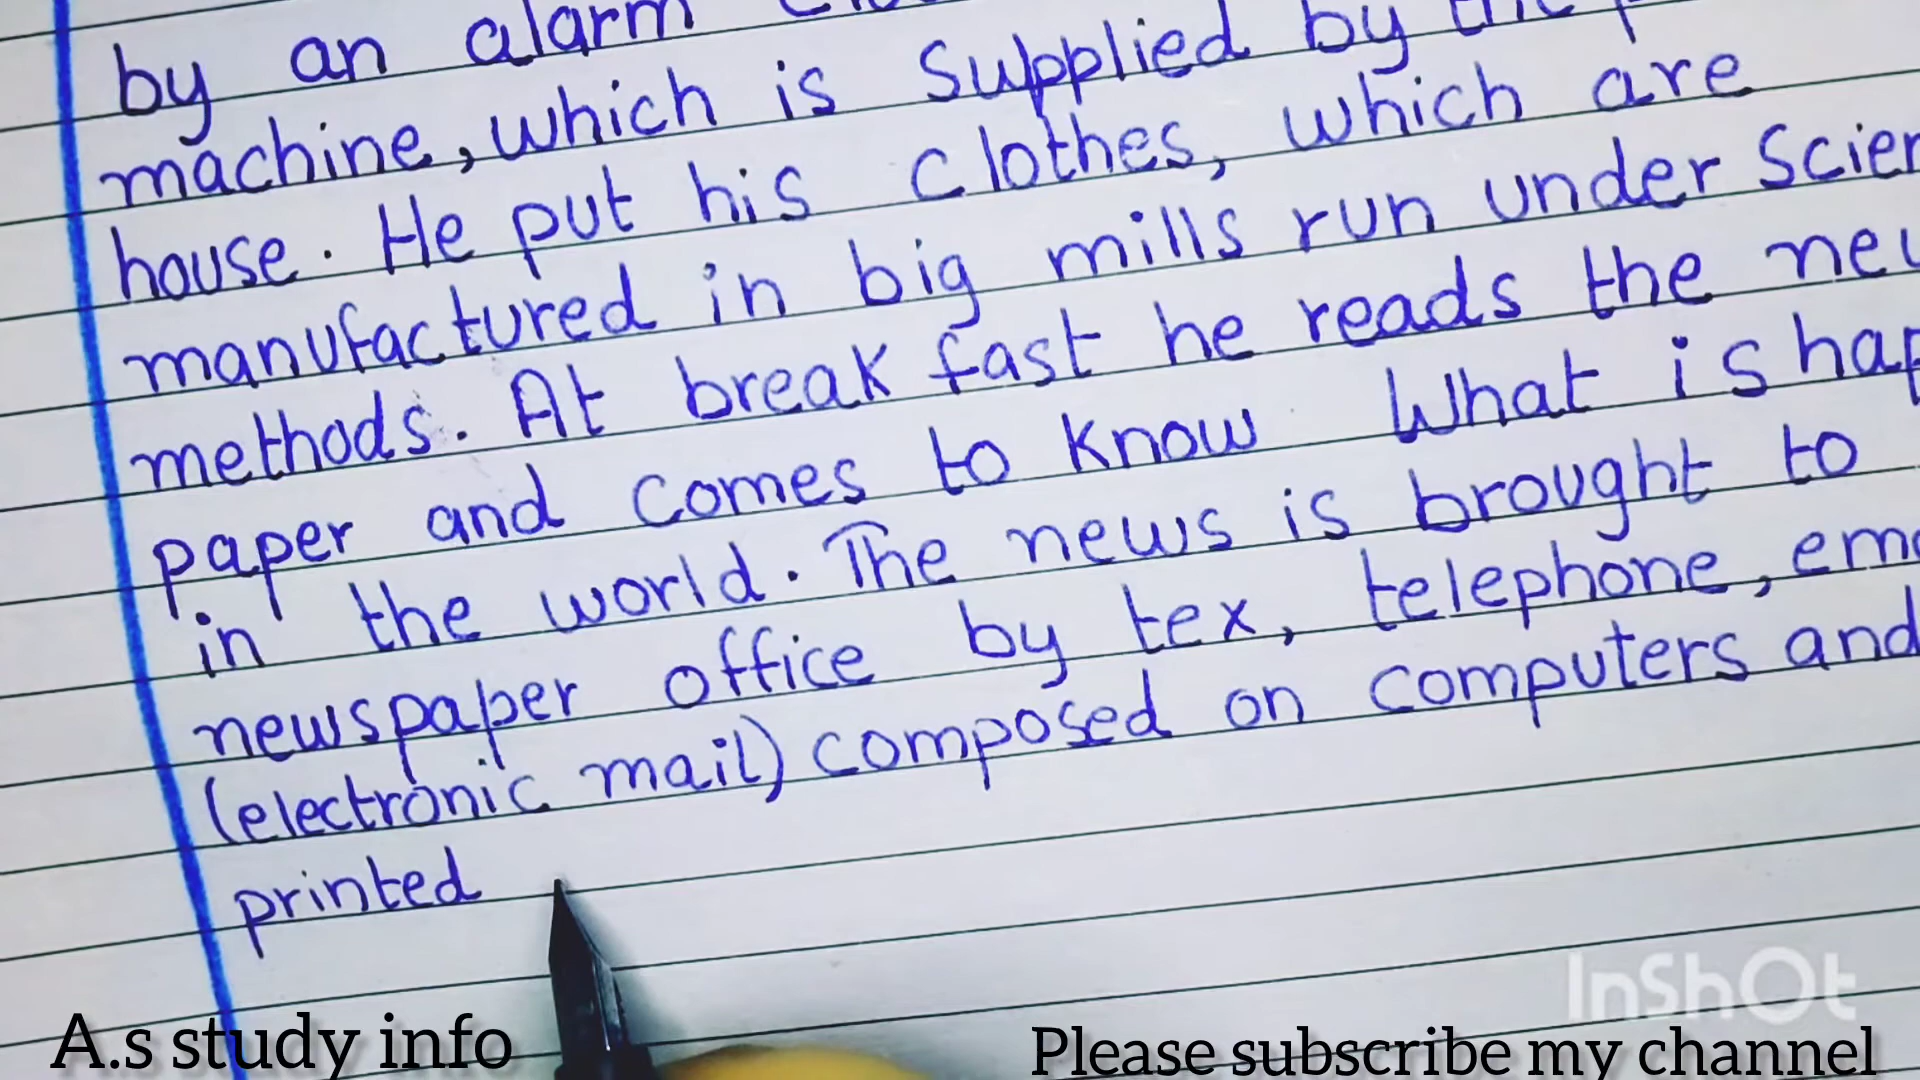 by an alarm
machine, which is supplied by the
house. He put his clothes, which are
manufactured in big mills run under
methods. At break fast he reads the
paper and comes to know What is
in the world. The news is brought to
newspaper office by tex, telephone,
(electronic mail) composed on computers and
printed
InShOt
A.s study info
Please subscribe my channel